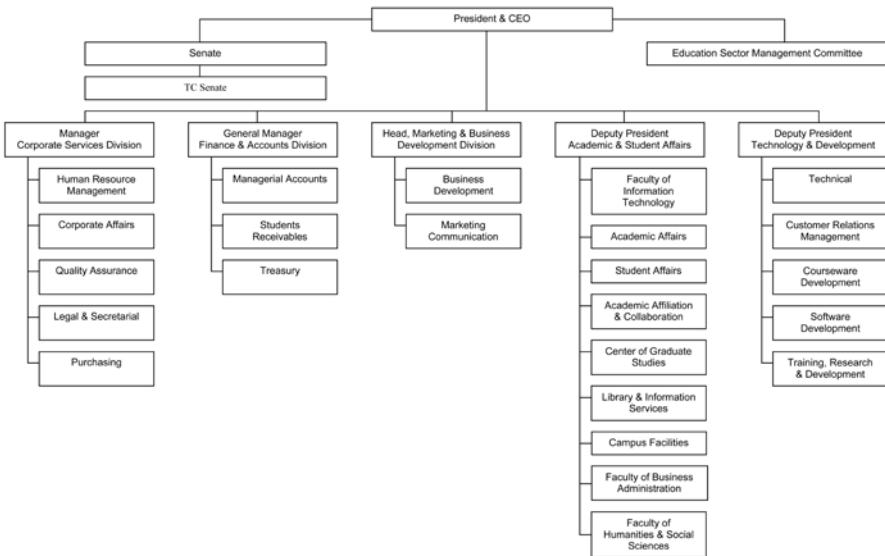 President & CEO
Senate
Education Sector Management Committee
TC Senate
Manager
Corporate Services Division
General Manager
Finance & Accounts Division
Head, Marketing & Business
Development Division
Deputy President
Academic & Student Affairs
Deputy President
Technology & Development
Human Resource
Management
Corporate Affairs
Quality Assurance
Legal & Secretarial
Purchasing
Managerial Accounts
Students
Receivables
Treasury
Business
Development
Marketing
Communication
Faculty of
Information
Technology
Academic Affairs
Student Affairs
Academic Affiliation
& Collaboration
Center of Graduate
Studies
Library & Information
Services
Campus Facilities
Faculty of Business
Administration
Faculty of
Humanities & Social
Sciences
Technical
Customer Relations
Management
Courseware
Development
Software
Development
Training, Research
& Development